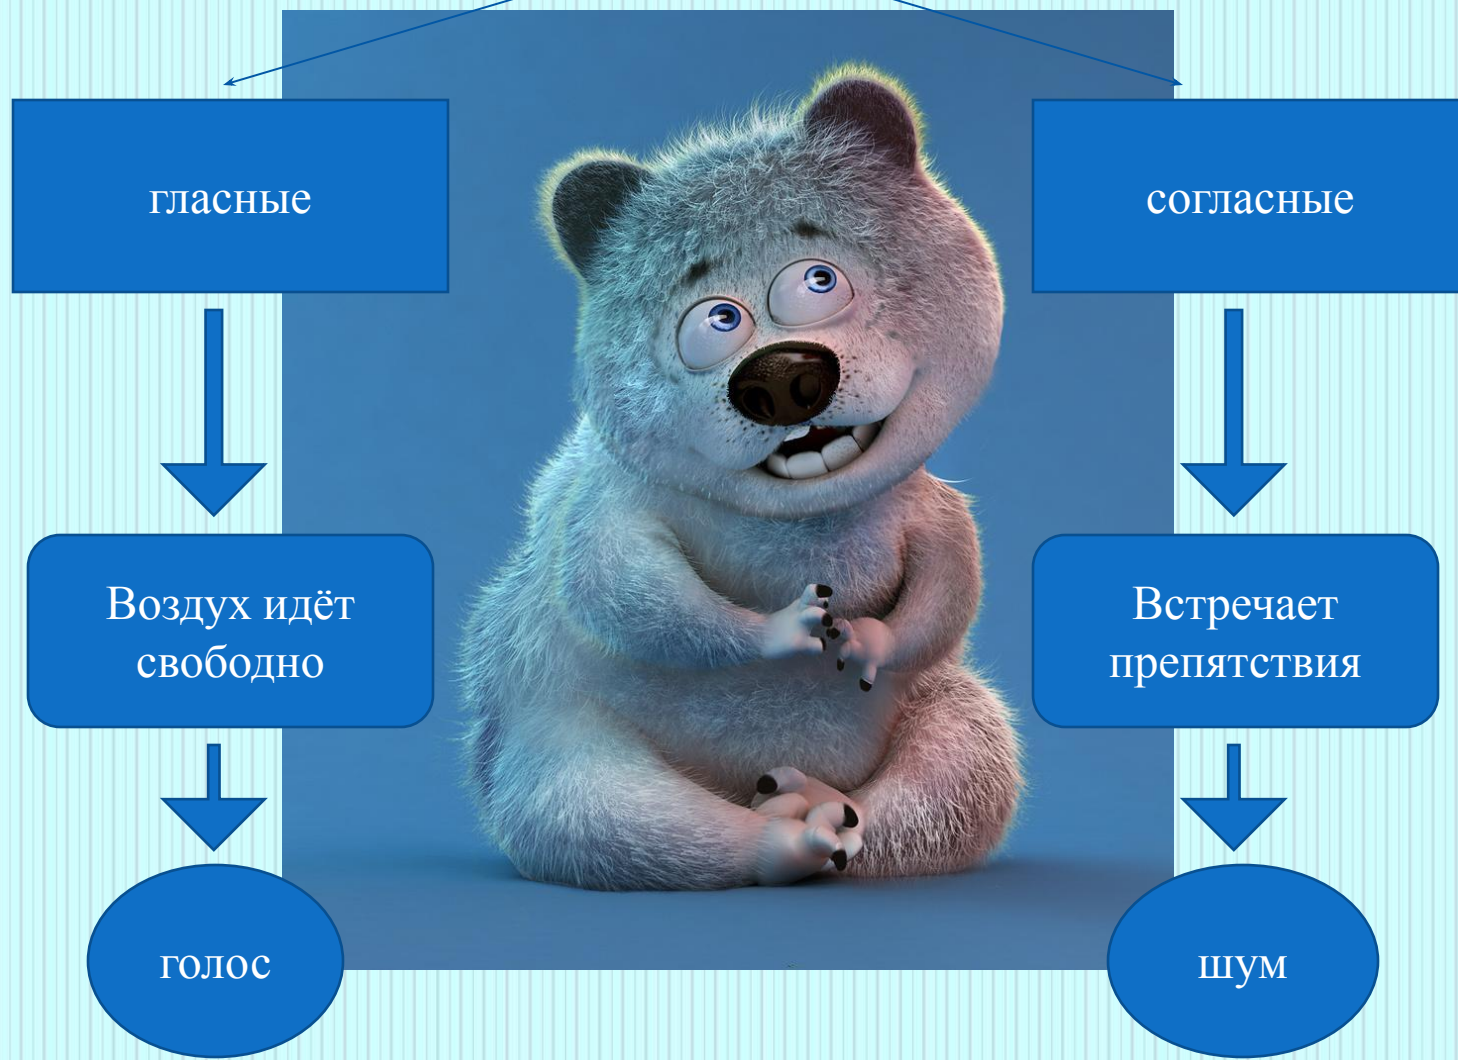 гласные
согласные
Воздух идёт
свободно
Встречает
препятствия
голос
шум